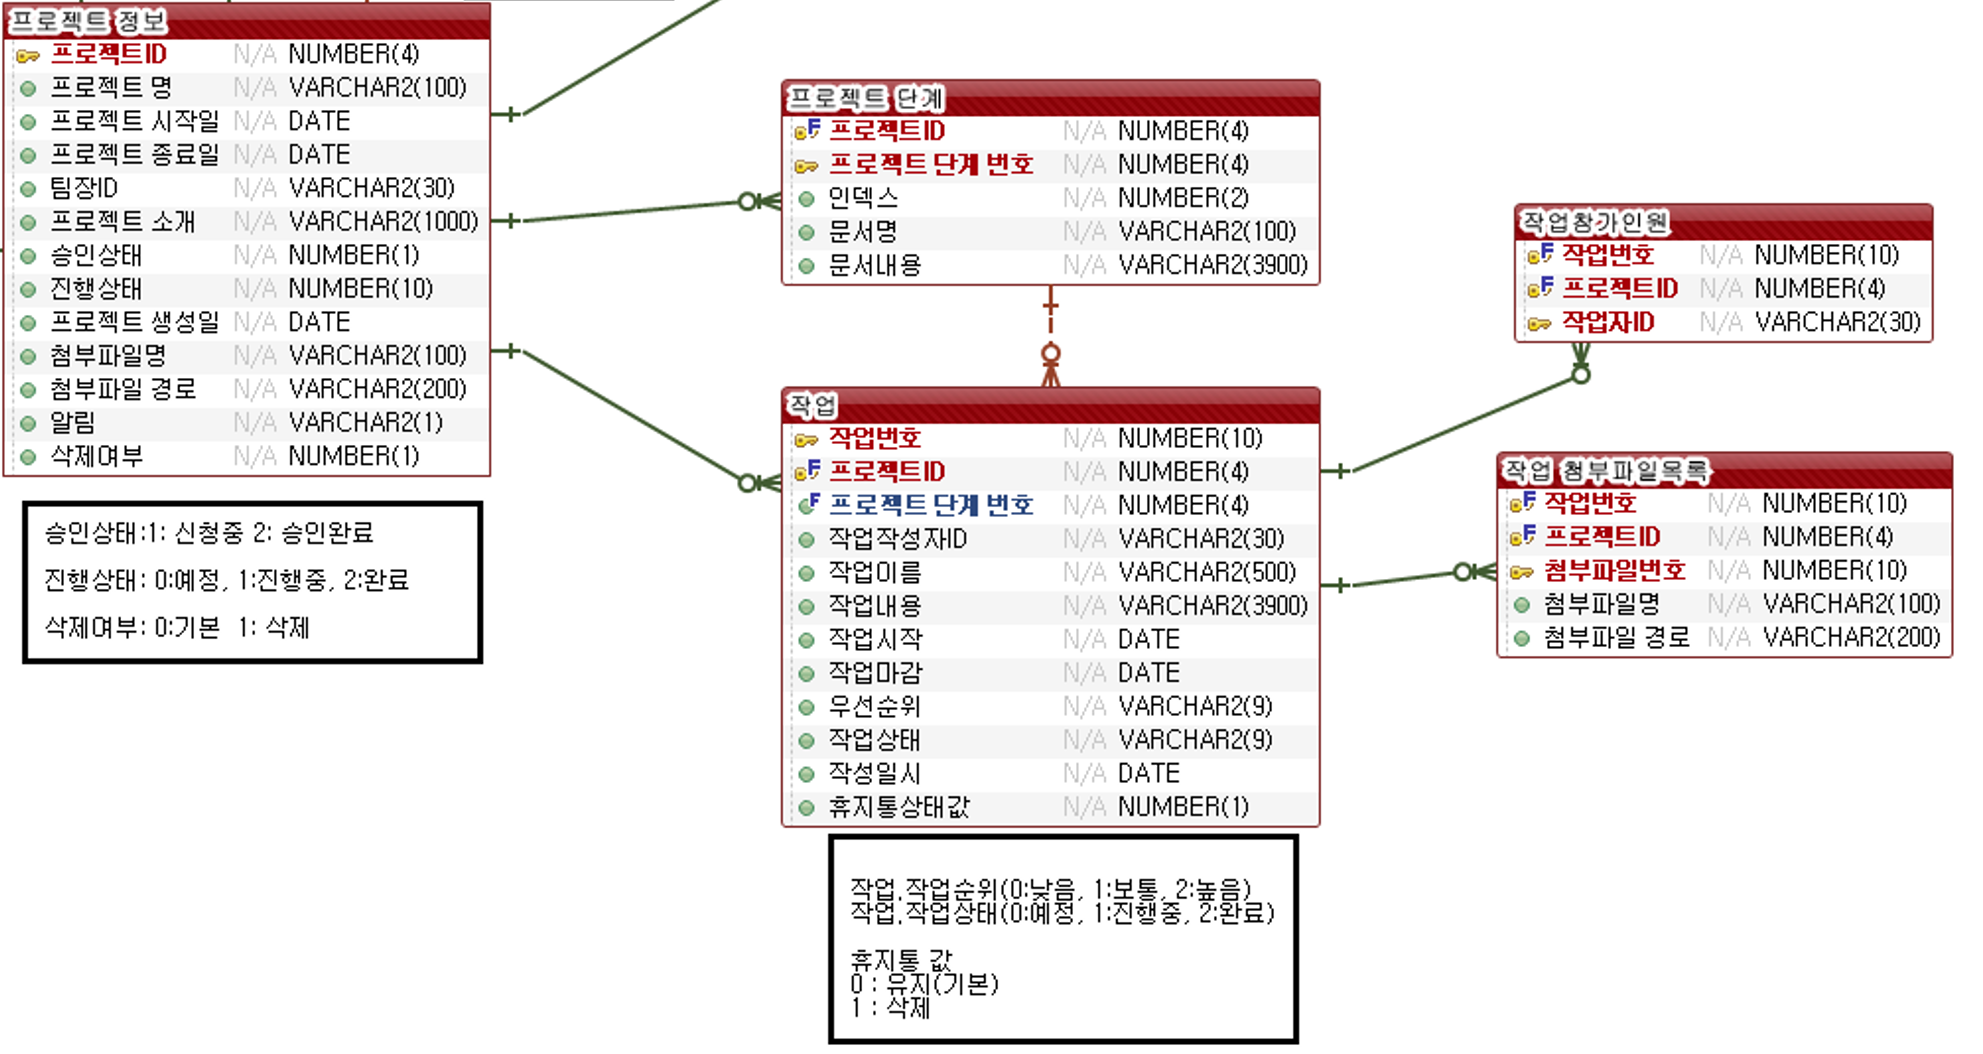 프로젝트 정보
프로젝트ID N/A NUMBER(4)
프로젝트 명 N/A VARCHAR2(100)
프로젝트 시작일 N/A DATE
프로젝트 종료일 N/A DATE
팀장ID N/A VARCHAR2(30)
프로젝트 소개 N/A VARCHAR2(1000)
승인상태 N/A NUMBER(1)
진행상태 N/A NUMBER(10)
프로젝트 생성일 N/A DATE
첨부파일명 N/A VARCHAR2(100)
첨부파일 경로 N/A VARCHAR2(200)
알림 N/A VARCHAR2(1)
삭제여부 N/A NUMBER(1)
승인상태:1: 신청중 2: 승인완료
진행상태: 0:예정, 1:진행중, 2:완료
삭제여부: 0:기본 1: 삭제
프로젝트 단계
프로젝트ID N/A NUMBER(4)
프로젝트 단계 번호 N/A NUMBER(4)
인덱스 N/A NUMBER(2)
문서명 N/A VARCHAR2(100)
문서내용 N/A VARCHAR2(3900)
작업
작업번호 N/A NUMBER(10)
프로젝트ID N/A NUMBER(4)
프로젝트 단계 번호 N/A NUMBER(4)
작업작성자ID N/A VARCHAR2(30)
작업이름 N/A VARCHAR2(500)
작업내용 N/A VARCHAR2(3900)
작업시작 N/A DATE
작업마감 N/A DATE
우선순위 N/A VARCHAR2(9)
작업상태 N/A VARCHAR2(9)
작성일시 N/A DATE
휴지통상태값 N/A NUMBER(1)
작업.작업순위(0:낮음, 1:보통, 2:높음)
작업.작업상태(0:예정, 1:진행중, 2:완료)
휴지통 값
0 : 유지(기본)
1 : 삭제
작업참가인원
작업번호 N/A NUMBER(10)
프로젝트ID N/A NUMBER(4)
작업자ID N/A VARCHAR2(30)
작업 첨부파일목록
작업번호 N/A NUMBER(10)
프로젝트ID N/A NUMBER(4)
첨부파일번호 N/A NUMBER(10)
첨부파일명 N/A VARCHAR2(100)
첨부파일 경로 N/A VARCHAR2(200)